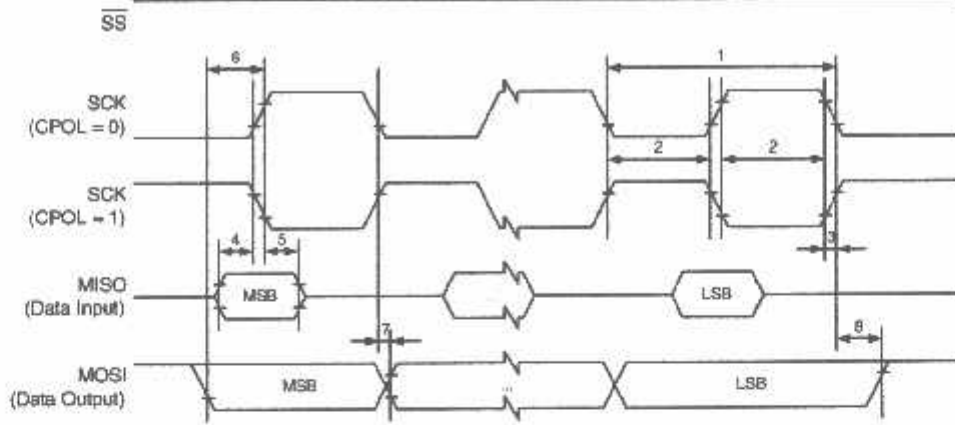 SS
6
1
SCK
(CPOL = 0)
2
2
SCK
(CPOL = 1)
4
5
3
MISO
(Data Input)
MSB
LSB
7
8
MOSI
(Data Output)
MSB
...
LSB